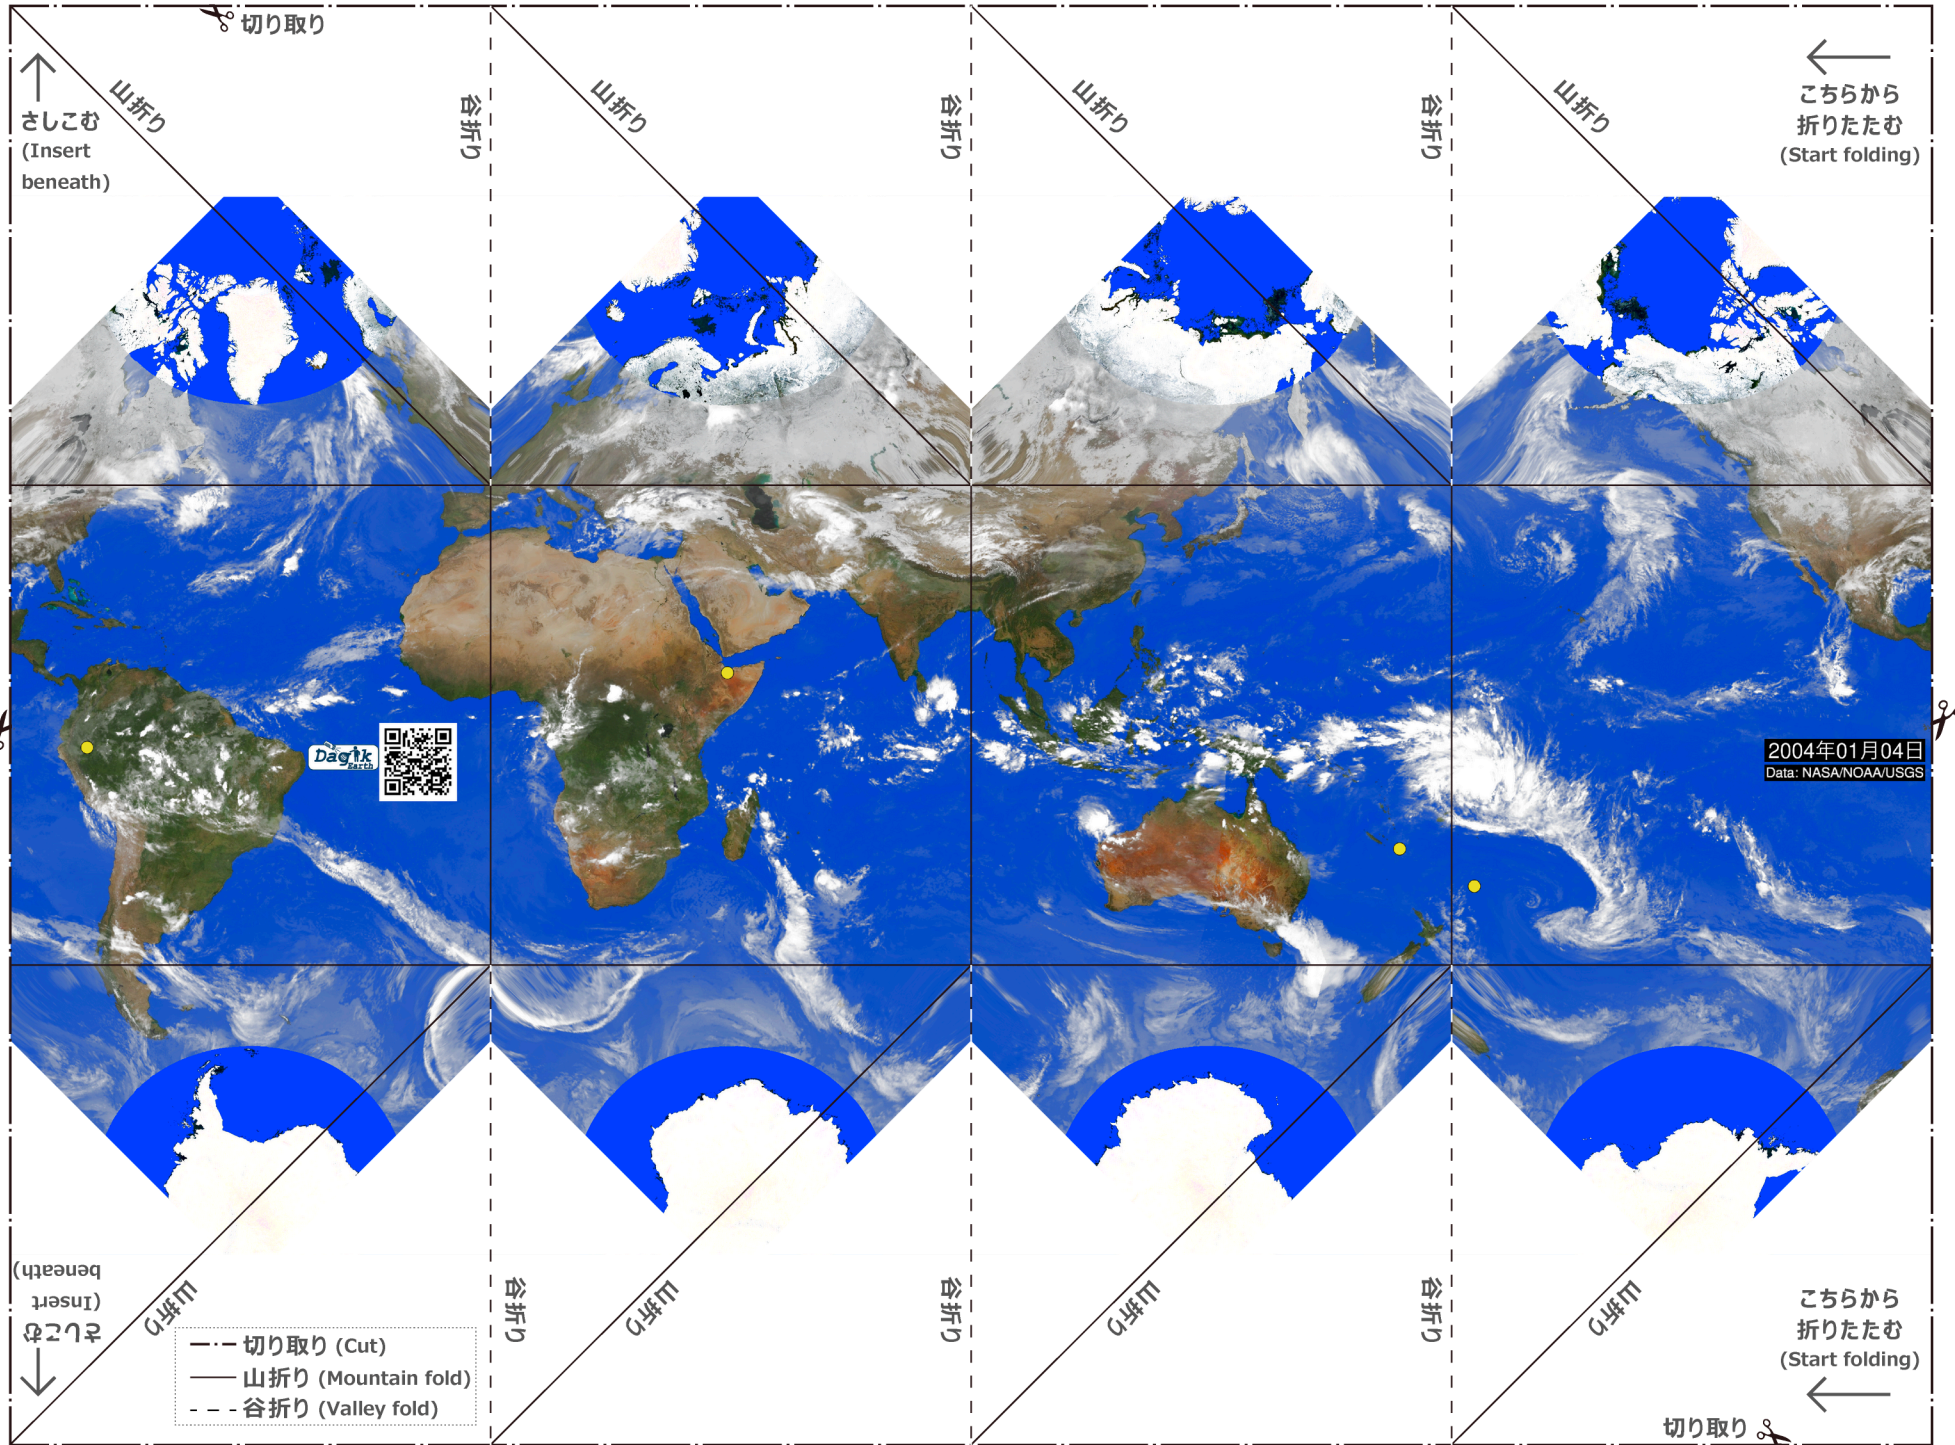 切り取り
さしこむ
(Insert
beneath)
山折り
谷折り
山折り
谷折り
山折り
谷折り
山折り
こちらから
折りたたむ
(Start folding)
Dagik
Earth
2004年01月04日
Data: NASA/NOAA/USGS
さしこむ
(Insert
beneath)
山折り
谷折り
山折り
谷折り
山折り
谷折り
山折り
こちらから
折りたたむ
(Start folding)
切り取り (Cut)
山折り (Mountain fold)
谷折り (Valley fold)
切り取り